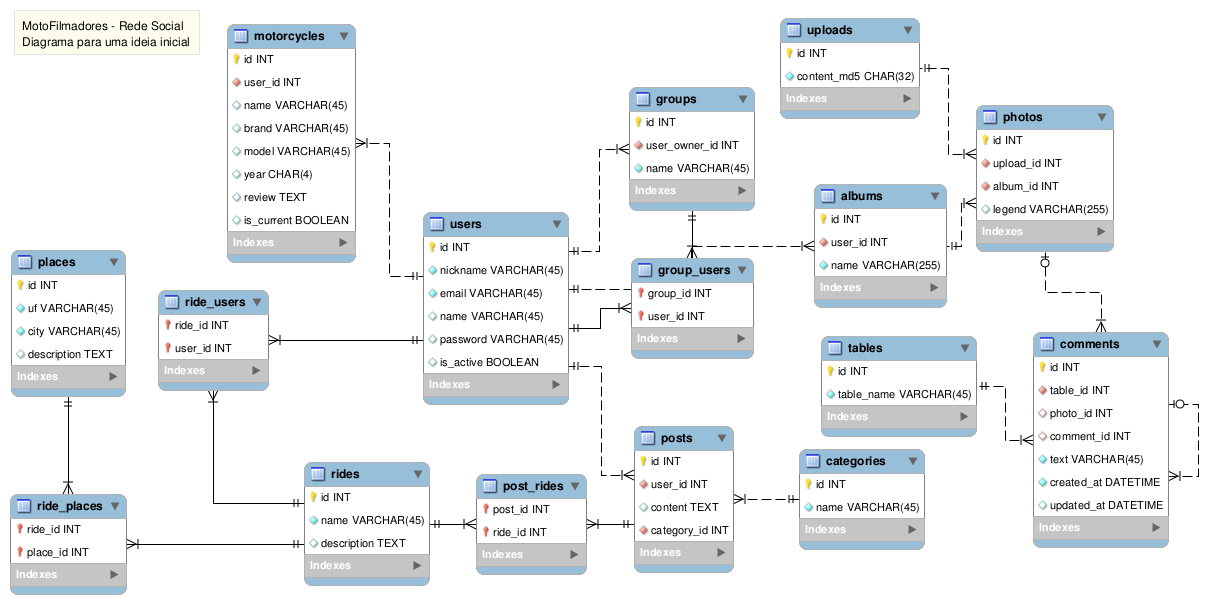 MotoFilmadores - Rede Social
Diagrama para uma ideia inicial
motorcycles
id INT
user_id INT
name VARCHAR(45)
brand VARCHAR(45)
model VARCHAR(45)
year CHAR(4)
review TEXT
is_current BOOLEAN
Indexes
uploads
id INT
content_md5 CHAR(32)
Indexes
groups
id INT
user_owner_id INT
name VARCHAR(45)
Indexes
photos
id INT
upload_id INT
album_id INT
legend VARCHAR(255)
Indexes
albums
id INT
user_id INT
name VARCHAR(255)
Indexes
users
id INT
nickname VARCHAR(45)
email VARCHAR(45)
name VARCHAR(45)
password VARCHAR(45)
is_active BOOLEAN
Indexes
places
id INT
uf VARCHAR(45)
city VARCHAR(45)
description TEXT
Indexes
ride_users
ride_id INT
user_id INT
Indexes
group_users
group_id INT
user_id INT
Indexes
tables
id INT
table_name VARCHAR(45)
Indexes
comments
id INT
table_id INT
photo_id INT
comment_id INT
text VARCHAR(45)
created_at DATETIME
updated_at DATETIME
Indexes
posts
id INT
user_id INT
content TEXT
category_id INT
Indexes
categories
id INT
name VARCHAR(45)
Indexes
rides
id INT
name VARCHAR(45)
description TEXT
Indexes
post_rides
post_id INT
ride_id INT
Indexes
ride_places
ride_id INT
place_id INT
Indexes